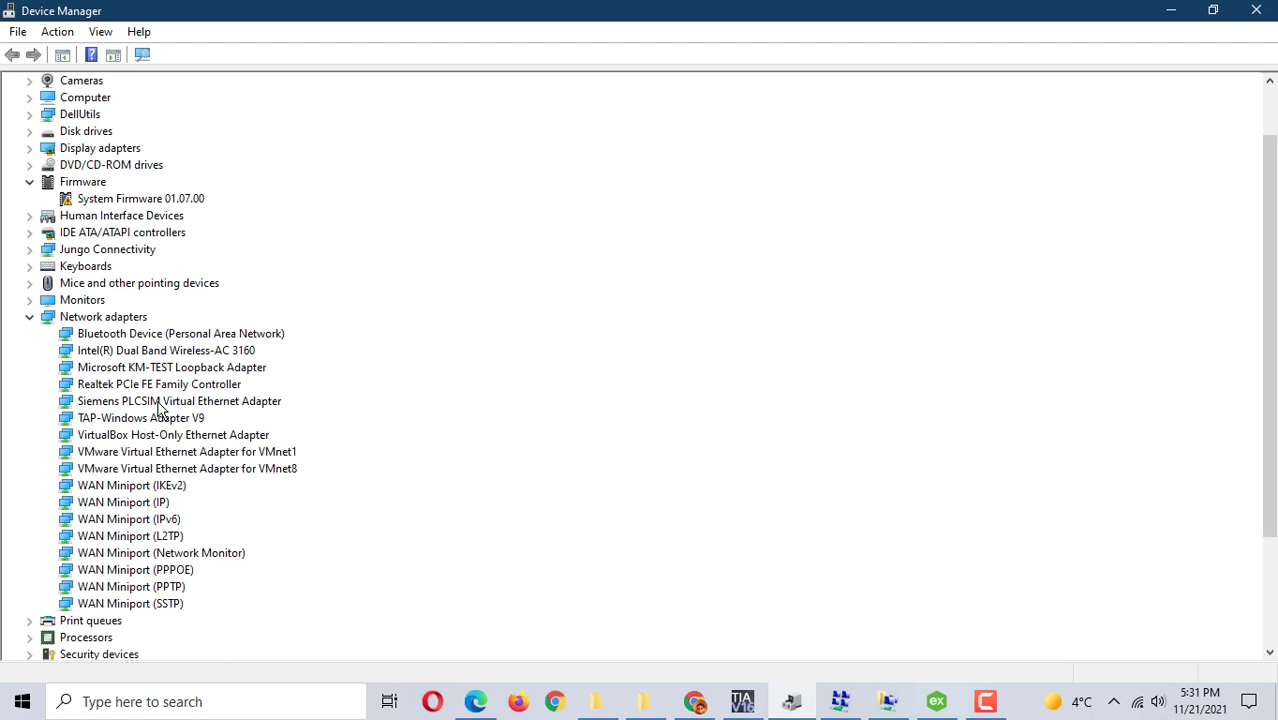 Device Manager
File Action View Help
Cameras
Computer
DellUtils
Disk drives
Display adapters
DVD/CD-ROM drives
Firmware
System Firmware 01.07.00
Human Interface Devices
IDE ATA/ATAPI controllers
Jungo Connectivity
Keyboards
Mice and other pointing devices
Monitors
Network adapters
Bluetooth Device (Personal Area Network)
Intel(R) Dual Band Wireless-AC 3160
Microsoft KM-TEST Loopback Adapter
Realtek PCIe FE Family Controller
Siemens PLCSIM Virtual Ethernet Adapter
TAP-Windows Adapter V9
VirtualBox Host-Only Ethernet Adapter
VMware Virtual Ethernet Adapter for VMnet1
VMware Virtual Ethernet Adapter for VMnet8
WAN Miniport (IKEv2)
WAN Miniport (IP)
WAN Miniport (IPv6)
WAN Miniport (L2TP)
WAN Miniport (Network Monitor)
WAN Miniport (PPPOE)
WAN Miniport (PPTP)
WAN Miniport (SSTP)
Print queues
Processors
Security devices
Type here to search
TIA V16
ex
4°C
5:31 PM
11/21/2021